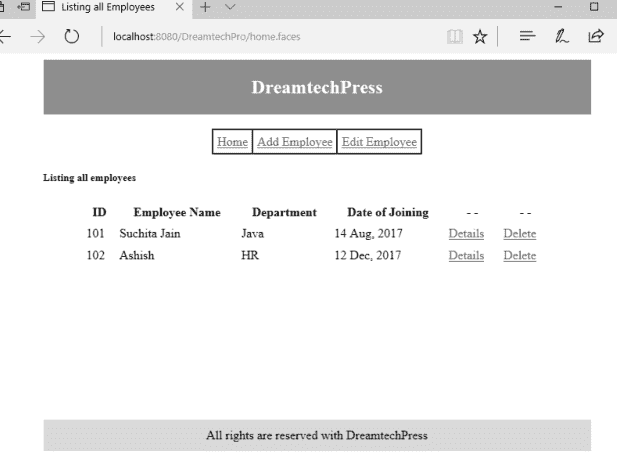 Listing all Employees
localhost:8080/DreamtechPro/home.faces
DreamtechPress
Home Add Employee Edit Employee
Listing all employees
ID Employee Name Department Date of Joining -- --
101 Suchita Jain Java 14 Aug, 2017 Details Delete
102 Ashish HR 12 Dec, 2017 Details Delete
All rights are reserved with DreamtechPress